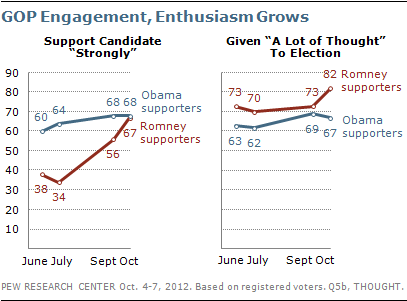 GOP Engagement, Enthusiasm Grows
Support Candidate
“Strongly”
90
80
70
60
50
40
30
20
10
60
64
68
68
Obama
supporters
Romney
supporters
38
34
56
67
June July
Sept Oct
Given “A Lot of Thought”
To Election
73
70
73
82
Romney
supporters
63
62
69
67
Obama
supporters
June July
Sept Oct
PEW RESEARCH CENTER Oct. 4-7, 2012. Based on registered voters. Q5b, THOUGHT.